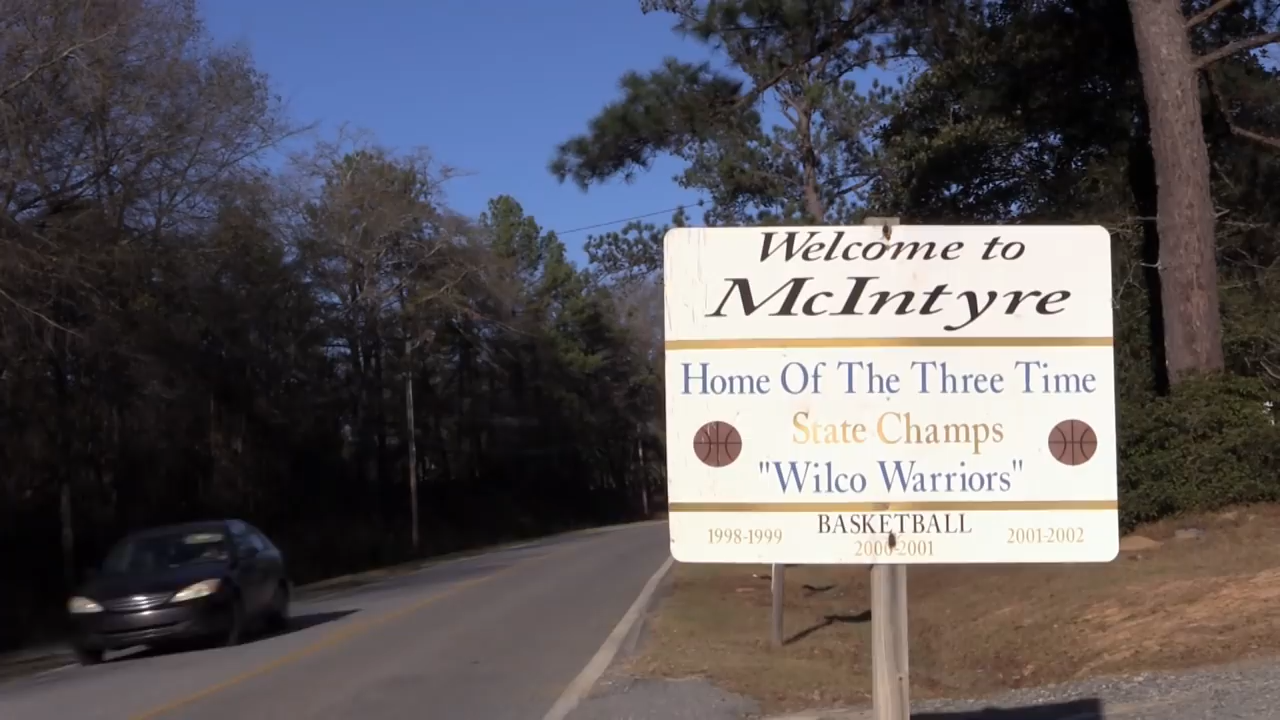 Welcome to
McIntyre
Home Of The Three Time
State Champs
"Wilco Warriors"
BASKETBALL
1998-1999 2000-2001 2001-2002